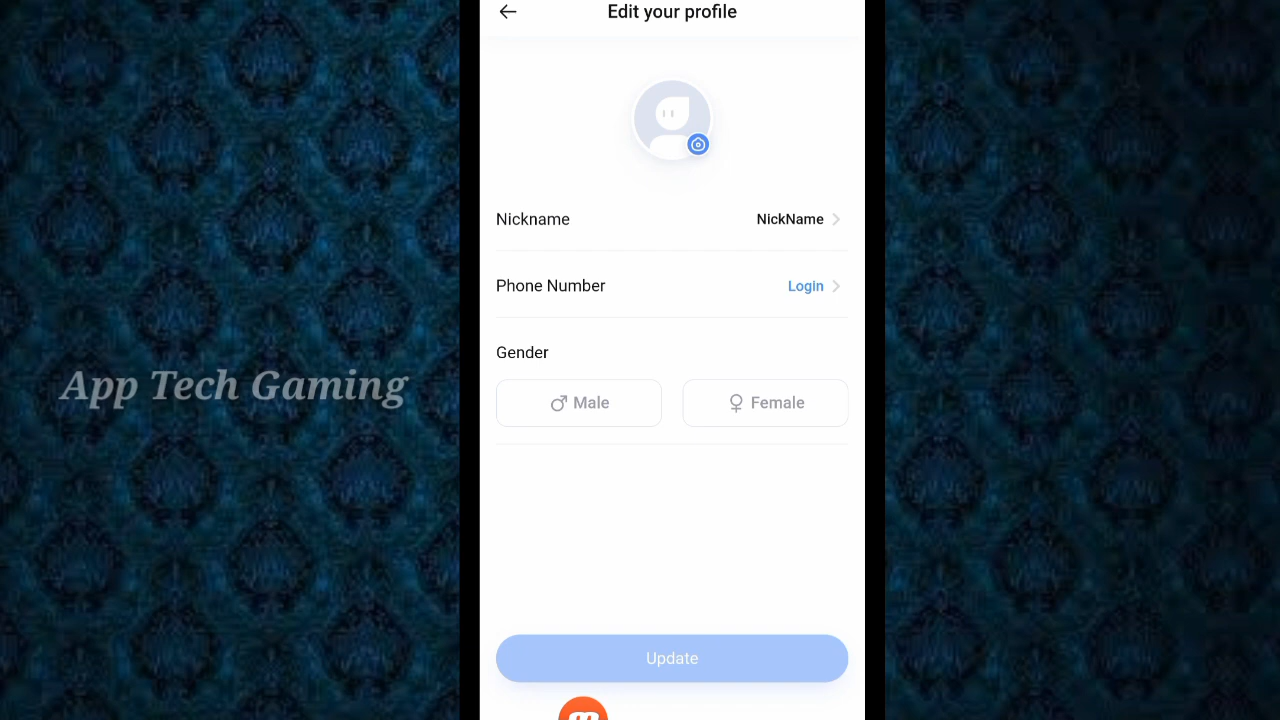 Edit your profile
Nickname
NickName
Phone Number
Login
Gender
Male
Female
App Tech Gaming
Update